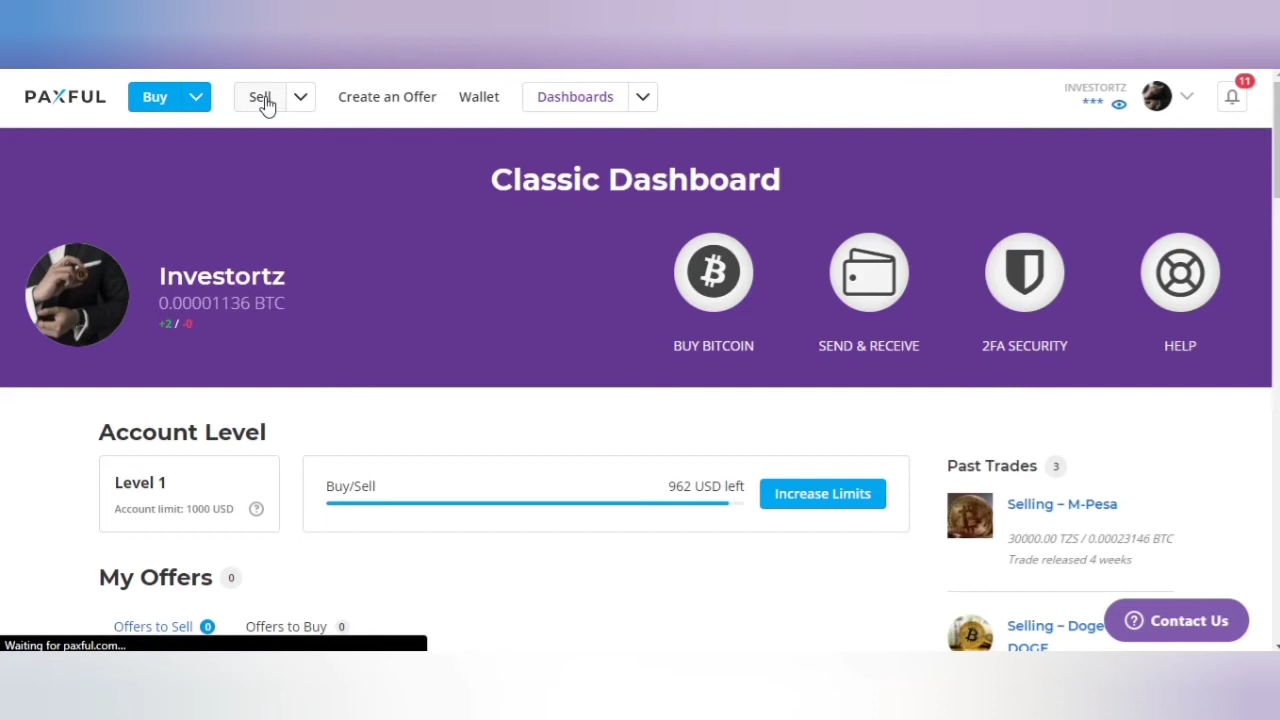 PAXFUL Buy Sell Create an Offer Wallet Dashboards INVESTORTZ *** 11
Classic Dashboard
Investortz
0.00001136 BTC
+2 / -0
BUY BITCOIN SEND & RECEIVE 2FA SECURITY HELP
Account Level
Level 1
Account limit: 1000 USD ?
Buy/Sell 962 USD left Increase Limits
My Offers 0
Offers to Sell 0 Offers to Buy 0
Past Trades 3
Selling – M-Pesa
30000.00 TZS / 0.00023146 BTC
Trade released 4 weeks
Selling – Doge
DOGE
? Contact Us
Waiting for paxful.com...